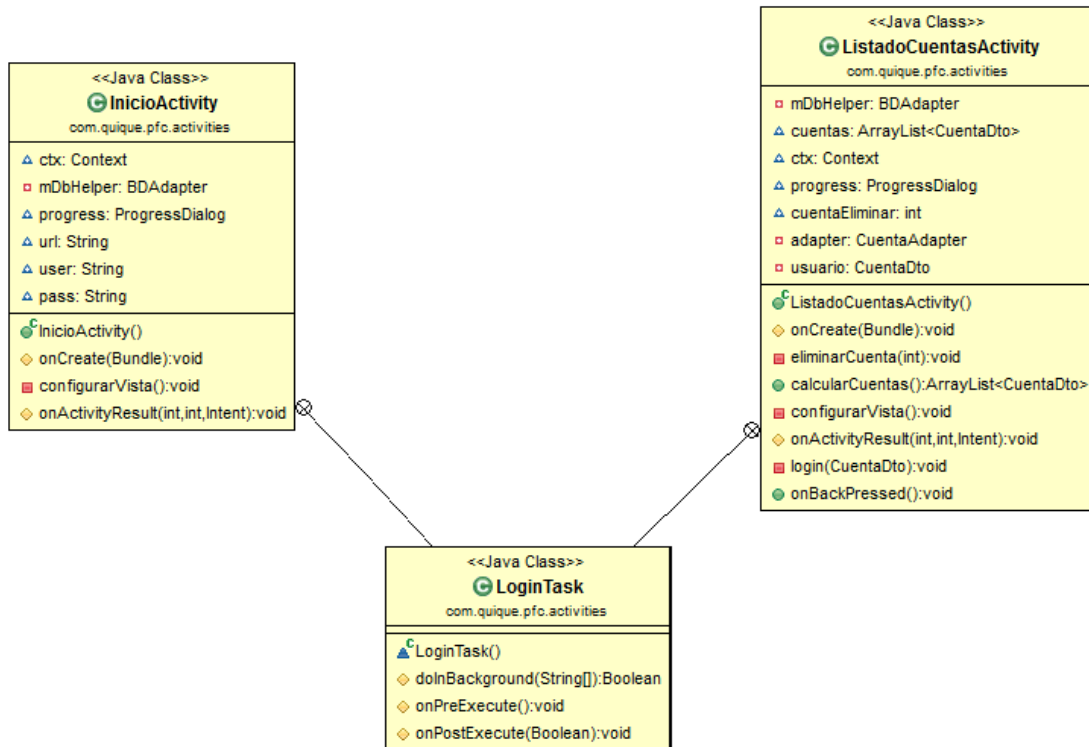 <<Java Class>>
InicioActivity
com.quique.pfc.activities
ctx: Context
mDbHelper: BDAdapter
progress: ProgressDialog
url: String
user: String
pass: String
InicioActivity()
onCreate(Bundle):void
configurarVista():void
onActivityResult(int,int,Intent):void
<<Java Class>>
ListadoCuentasActivity
com.quique.pfc.activities
mDbHelper: BDAdapter
cuentas: ArrayList<CuentaDto>
ctx: Context
progress: ProgressDialog
cuentaEliminar: int
adapter: CuentaAdapter
usuario: CuentaDto
ListadoCuentasActivity()
onCreate(Bundle):void
eliminarCuenta(int):void
calcularCuentas():ArrayList<CuentaDto>
configurarVista():void
onActivityResult(int,int,Intent):void
login(CuentaDto):void
onBackPressed():void
<<Java Class>>
LoginTask
com.quique.pfc.activities
LoginTask()
doInBackground(String[]):Boolean
onPreExecute():void
onPostExecute(Boolean):void